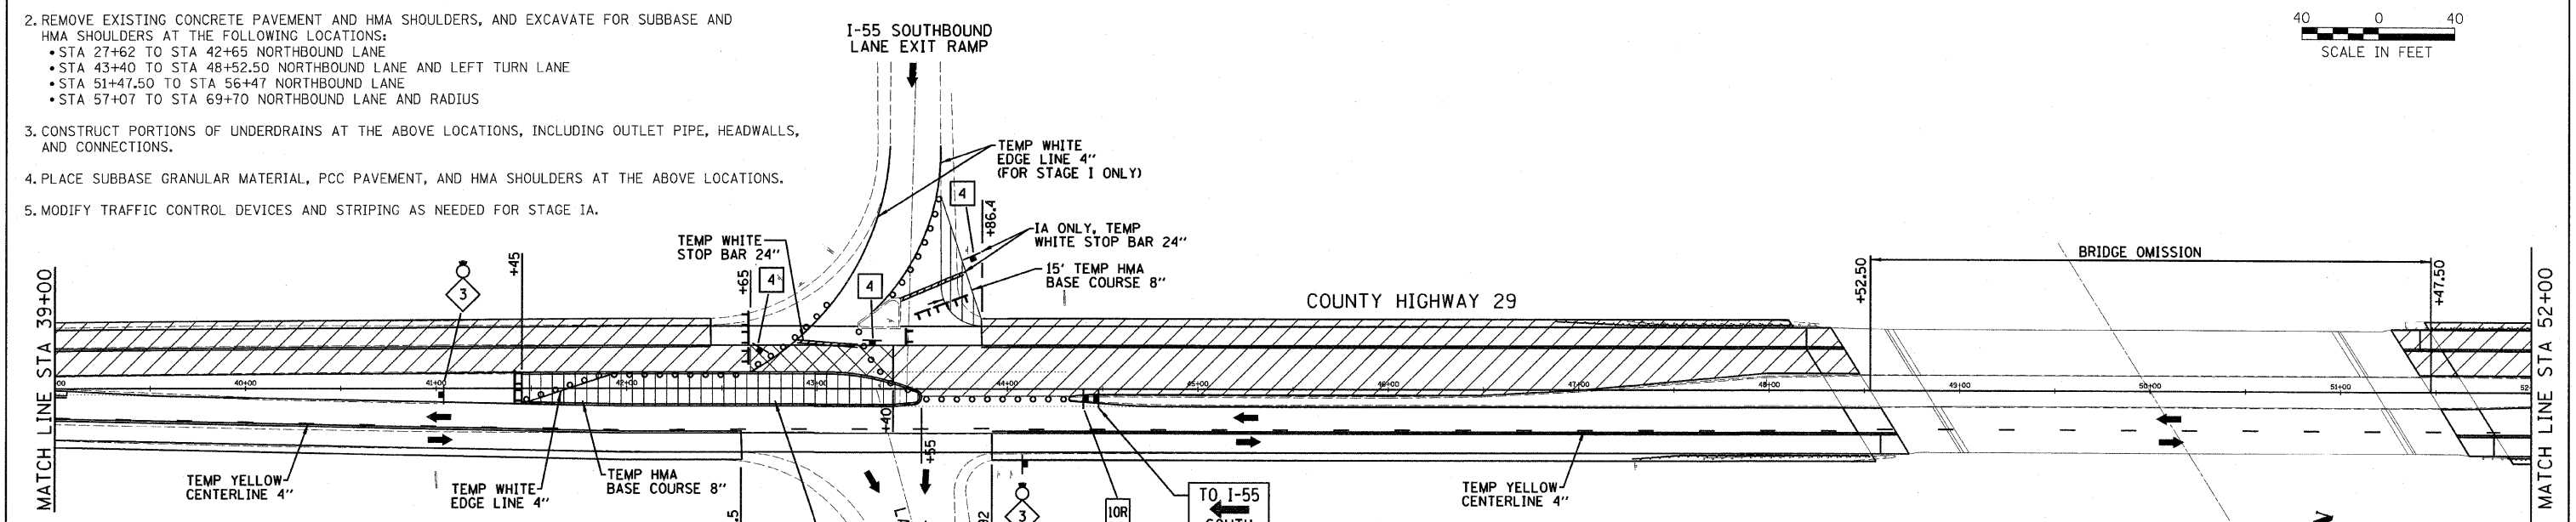 2. REMOVE EXISTING CONCRETE PAVEMENT AND HMA SHOULDERS, AND EXCAVATE FOR SUBBASE AND
HMA SHOULDERS AT THE FOLLOWING LOCATIONS:
• STA 27+62 TO STA 42+65 NORTHBOUND LANE
• STA 43+40 TO STA 48+52.50 NORTHBOUND LANE AND LEFT TURN LANE
• STA 51+47.50 TO STA 56+47 NORTHBOUND LANE
• STA 57+07 TO STA 69+70 NORTHBOUND LANE AND RADIUS
3. CONSTRUCT PORTIONS OF UNDERDRAINS AT THE ABOVE LOCATIONS, INCLUDING OUTLET PIPE, HEADWALLS,
AND CONNECTIONS.
4. PLACE SUBBASE GRANULAR MATERIAL, PCC PAVEMENT, AND HMA SHOULDERS AT THE ABOVE LOCATIONS.
5. MODIFY TRAFFIC CONTROL DEVICES AND STRIPING AS NEEDED FOR STAGE IA.
I-55 SOUTHBOUND
LANE EXIT RAMP
40 0 40
SCALE IN FEET
TEMP WHITE
EDGE LINE 4"
(FOR STAGE I ONLY)
4
+86.4
IA ONLY, TEMP
WHITE STOP BAR 24"
15' TEMP HMA
BASE COURSE 8"
TEMP WHITE
STOP BAR 24"
+65
4
4
+45
3
MATCH LINE STA 39+00
COUNTY HIGHWAY 29
BRIDGE OMISSION
+52.50
+47.50
MATCH LINE STA 52+00
00
40+00
41+00
42+00
43+00
44+00
45+00
46+00
47+00
48+00
49+00
50+00
51+00
52
+40
+55
TEMP YELLOW
CENTERLINE 4"
TEMP WHITE
EDGE LINE 4"
TEMP HMA
BASE COURSE 8"
.5
92
3
10R
TO I-55
SOUTH
TEMP YELLOW
CENTERLINE 4"